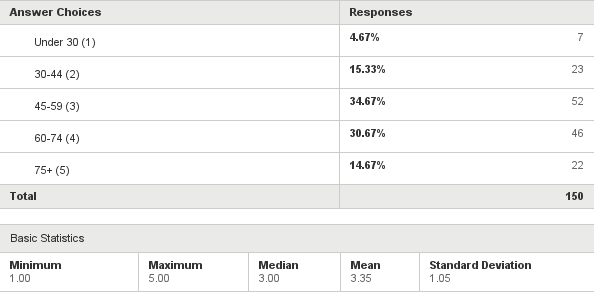 Answer Choices Responses
Under 30 (1) 4.67% 7
30-44 (2) 15.33% 23
45-59 (3) 34.67% 52
60-74 (4) 30.67% 46
75+ (5) 14.67% 22
Total 150
Basic Statistics
Minimum Maximum Median Mean Standard Deviation
1.00 5.00 3.00 3.35 1.05